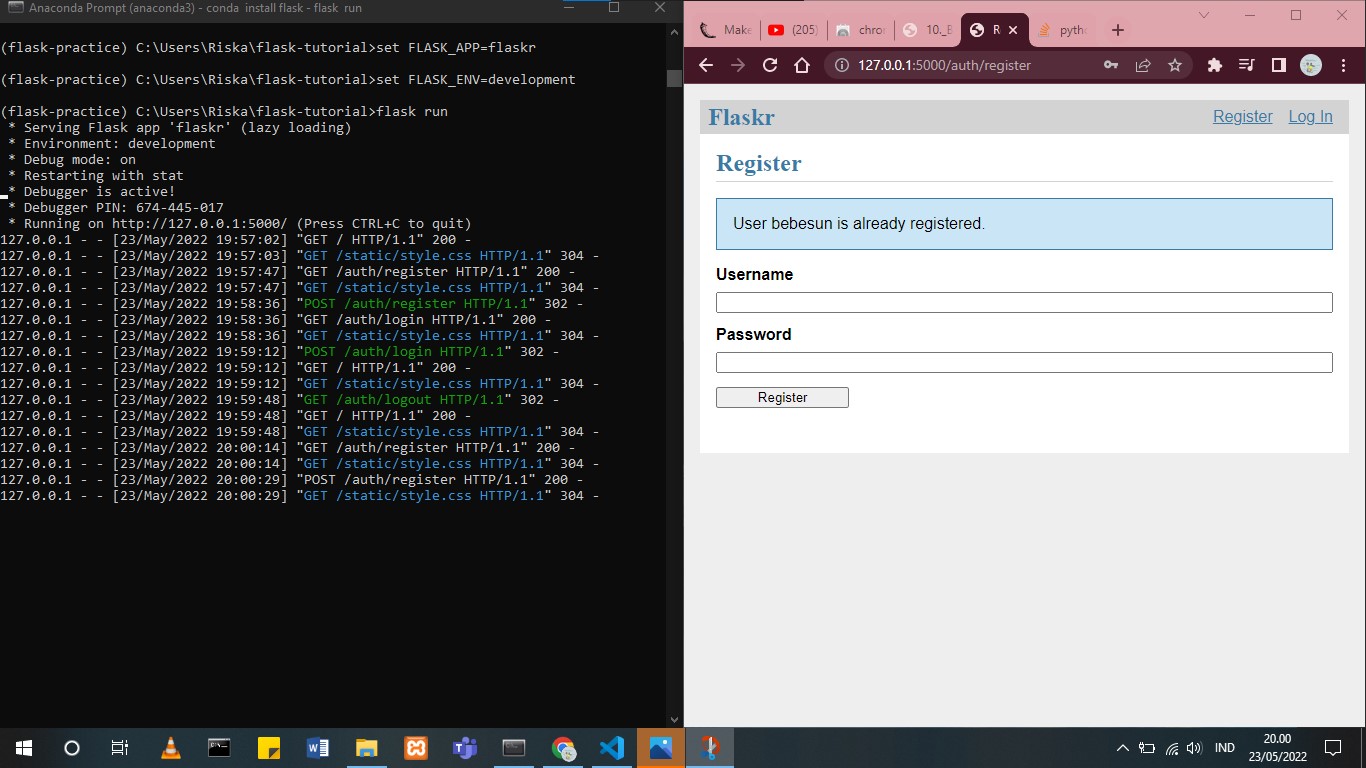 Anaconda Prompt (anaconda3) - conda install flask - flask run
(flask-practice) C:\Users\Riska\flask-tutorial>set FLASK_APP=flaskr
(flask-practice) C:\Users\Riska\flask-tutorial>set FLASK_ENV=development
(flask-practice) C:\Users\Riska\flask-tutorial>flask run
* Serving Flask app 'flaskr' (lazy loading)
* Environment: development
* Debug mode: on
* Restarting with stat
* Debugger is active!
* Debugger PIN: 674-445-017
* Running on http://127.0.0.1:5000/ (Press CTRL+C to quit)
127.0.0.1 - - [23/May/2022 19:57:02] "GET / HTTP/1.1" 200 -
127.0.0.1 - - [23/May/2022 19:57:03] "GET /static/style.css HTTP/1.1" 304 -
127.0.0.1 - - [23/May/2022 19:57:47] "GET /auth/register HTTP/1.1" 200 -
127.0.0.1 - - [23/May/2022 19:57:47] "GET /static/style.css HTTP/1.1" 304 -
127.0.0.1 - - [23/May/2022 19:58:36] "POST /auth/register HTTP/1.1" 302 -
127.0.0.1 - - [23/May/2022 19:58:36] "GET /auth/login HTTP/1.1" 200 -
127.0.0.1 - - [23/May/2022 19:58:36] "GET /static/style.css HTTP/1.1" 304 -
127.0.0.1 - - [23/May/2022 19:59:12] "POST /auth/login HTTP/1.1" 302 -
127.0.0.1 - - [23/May/2022 19:59:12] "GET / HTTP/1.1" 200 -
127.0.0.1 - - [23/May/2022 19:59:12] "GET /static/style.css HTTP/1.1" 304 -
127.0.0.1 - - [23/May/2022 19:59:48] "GET /auth/logout HTTP/1.1" 302 -
127.0.0.1 - - [23/May/2022 19:59:48] "GET / HTTP/1.1" 200 -
127.0.0.1 - - [23/May/2022 19:59:48] "GET /static/style.css HTTP/1.1" 304 -
127.0.0.1 - - [23/May/2022 20:00:14] "GET /auth/register HTTP/1.1" 200 -
127.0.0.1 - - [23/May/2022 20:00:14] "GET /static/style.css HTTP/1.1" 304 -
127.0.0.1 - - [23/May/2022 20:00:29] "POST /auth/register HTTP/1.1" 200 -
127.0.0.1 - - [23/May/2022 20:00:29] "GET /static/style.css HTTP/1.1" 304 -
Make (205) chror 10._E R pyth
127.0.0.1:5000/auth/register
Flaskr Register Log In
Register
User bebesun is already registered.
Username
Password
Register
IND 20.00
23/05/2022